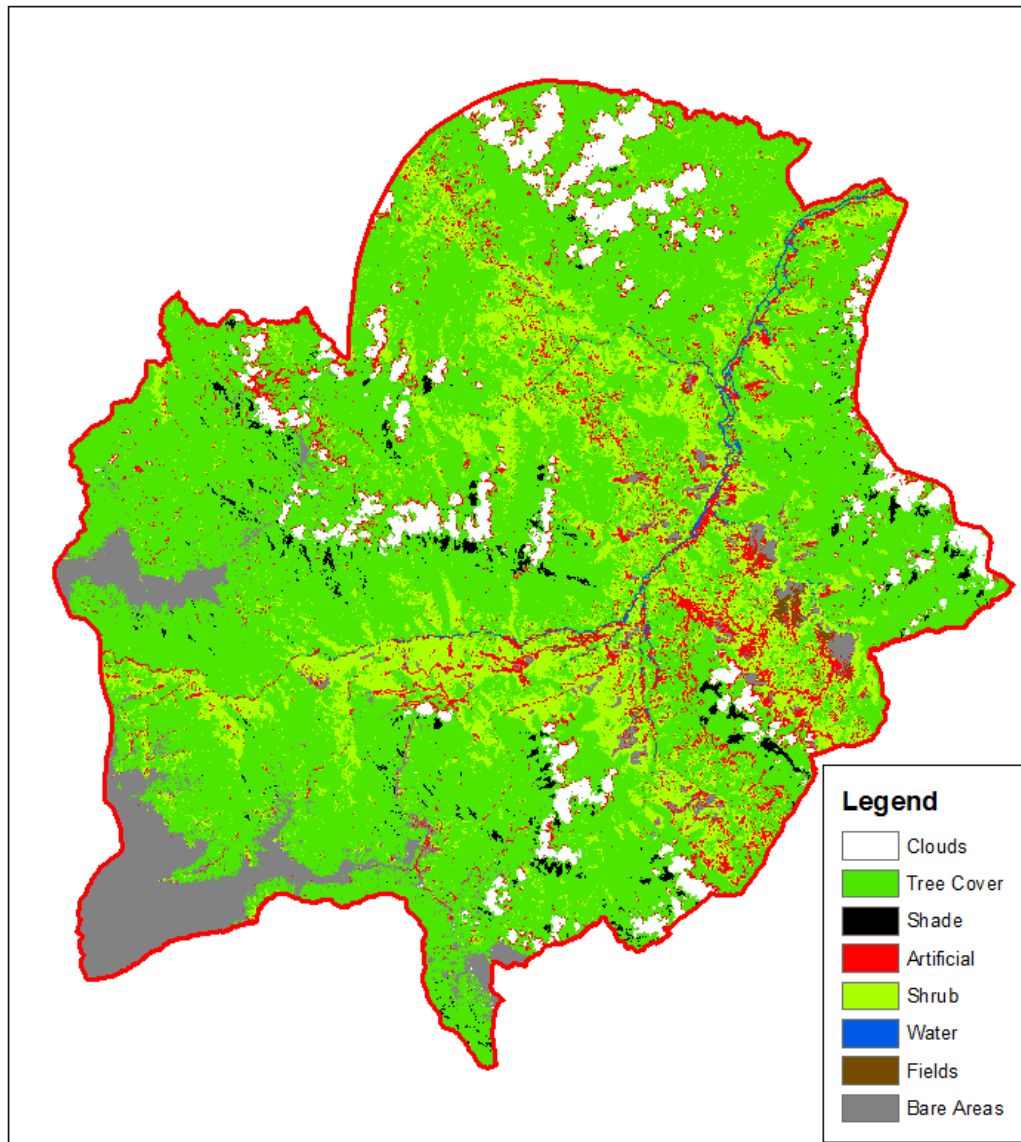 Legend
Clouds
Tree Cover
Shade
Artificial
Shrub
Water
Fields
Bare Areas